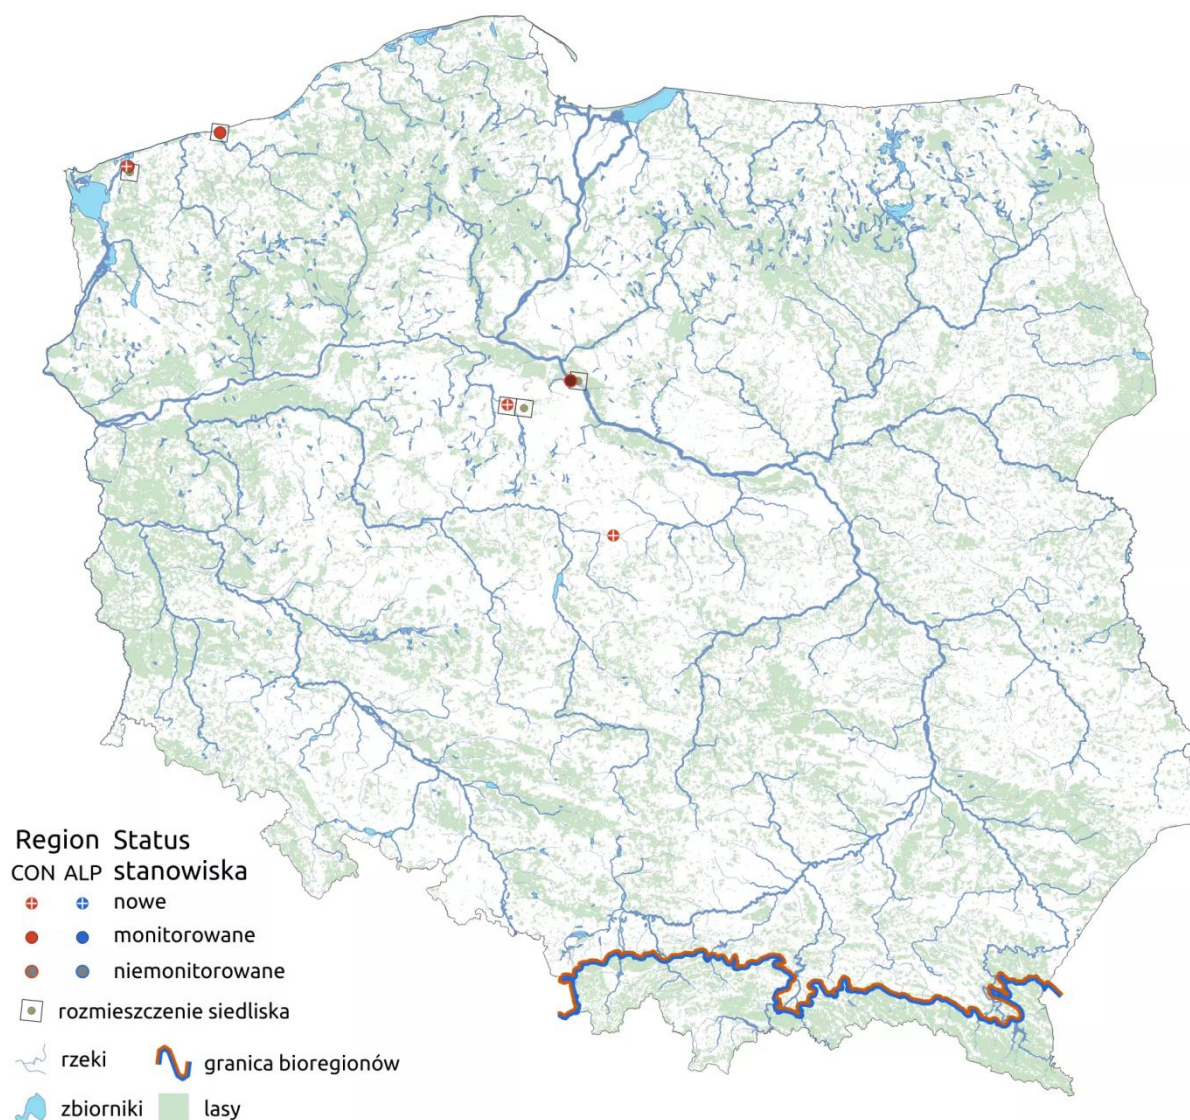 Region Status
CON ALP stanowiska
nowe
monitorowane
niemonitorowane
rozmieszczenie siedliska
rzeki granica bioregionów
zbiorniki lasy